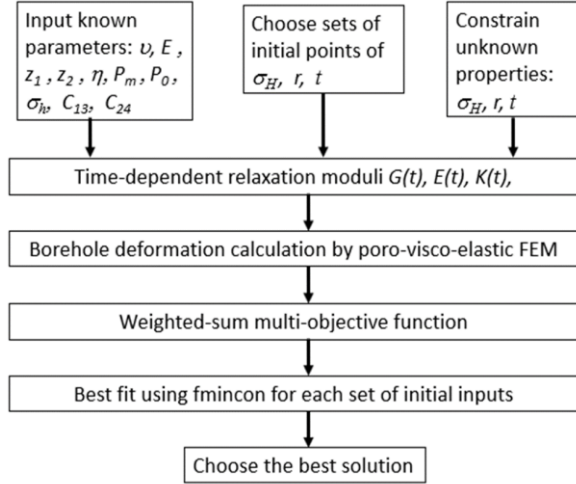 Input known
parameters: υ, E ,
z₁ , z₂ , η, Pₘ, P₀,
σₕ, C₁₃, C₂₄
Choose sets of
initial points of
σ_H, r, t
Constrain
unknown
properties:
σ_H, r, t
Time-dependent relaxation moduli G(t), E(t), K(t),
Borehole deformation calculation by poro-visco-elastic FEM
Weighted-sum multi-objective function
Best fit using fmincon for each set of initial inputs
Choose the best solution